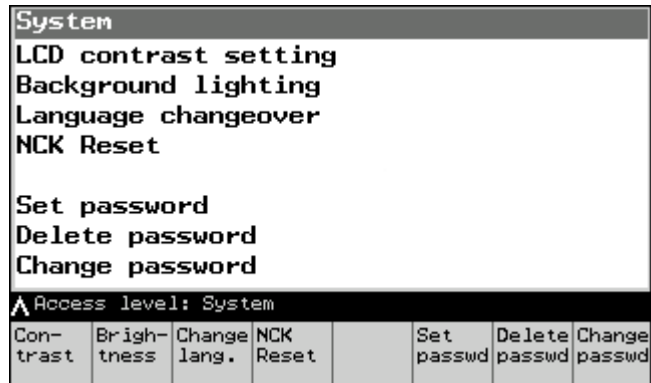 System
LCD contrast setting
Background lighting
Language changeover
NCK Reset
Set password
Delete password
Change password
Access level: System
Con- Brigh- Change NCK Set Delete Change
trast tness lang. Reset passwd passwd passwd